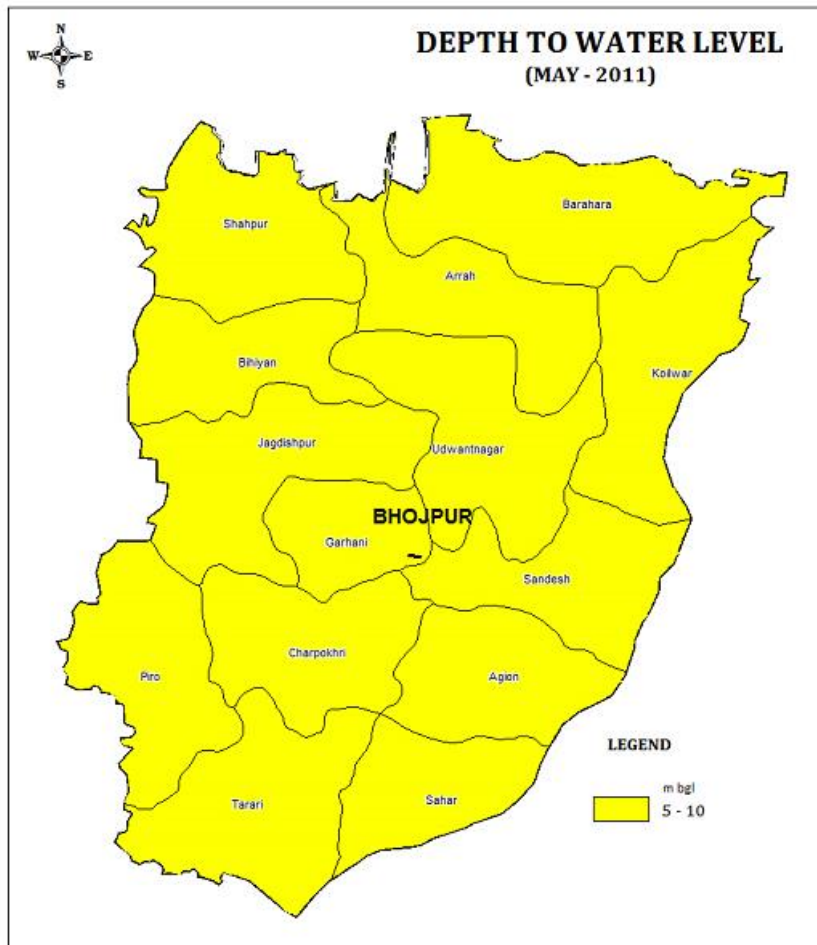 N
W E
S
DEPTH TO WATER LEVEL
(MAY - 2011)
Shahpur
Barahara
Arrah
Bihiyan
Koilwar
Jagdishpur
Udwantnagar
BHOJPUR
Garhani
Sandesh
Charpokhri
Piro
Agion
Tarari
Sahar
LEGEND
m bgl
5 - 10